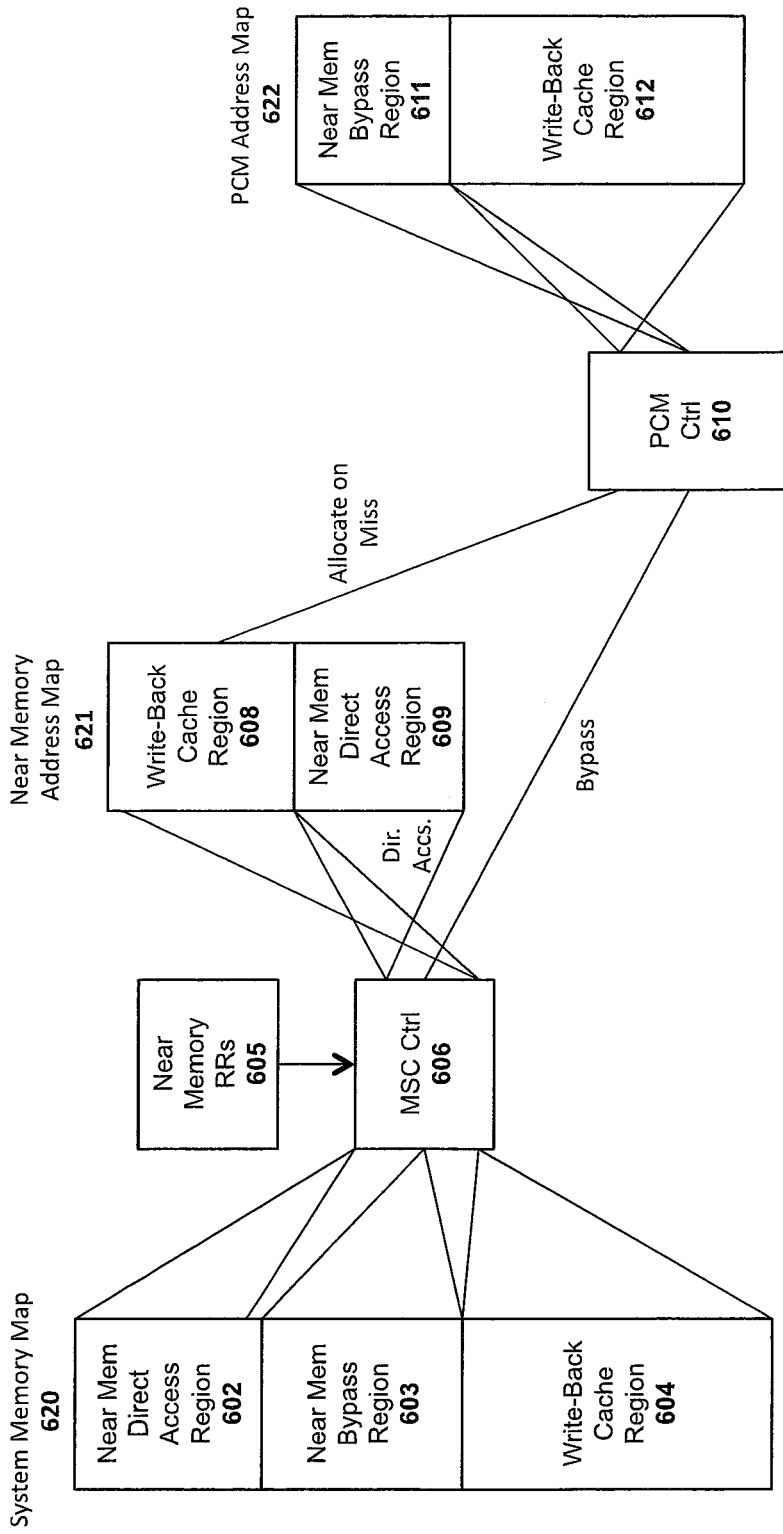 System Memory Map
620
Near Mem
Direct
Access
Region
602
Near Mem
Bypass
Region
603
Write-Back
Cache
Region
604
Near
Memory
RRs
605
MSC Ctrl
606
Near Memory
Address Map
621
Write-Back
Cache
Region
608
Near Mem
Direct
Access
Region
609
Dir.
Accs.
Allocate on
Miss
Bypass
PCM
Ctrl
610
PCM Address Map
622
Near Mem
Bypass
Region
611
Write-Back
Cache
Region
612